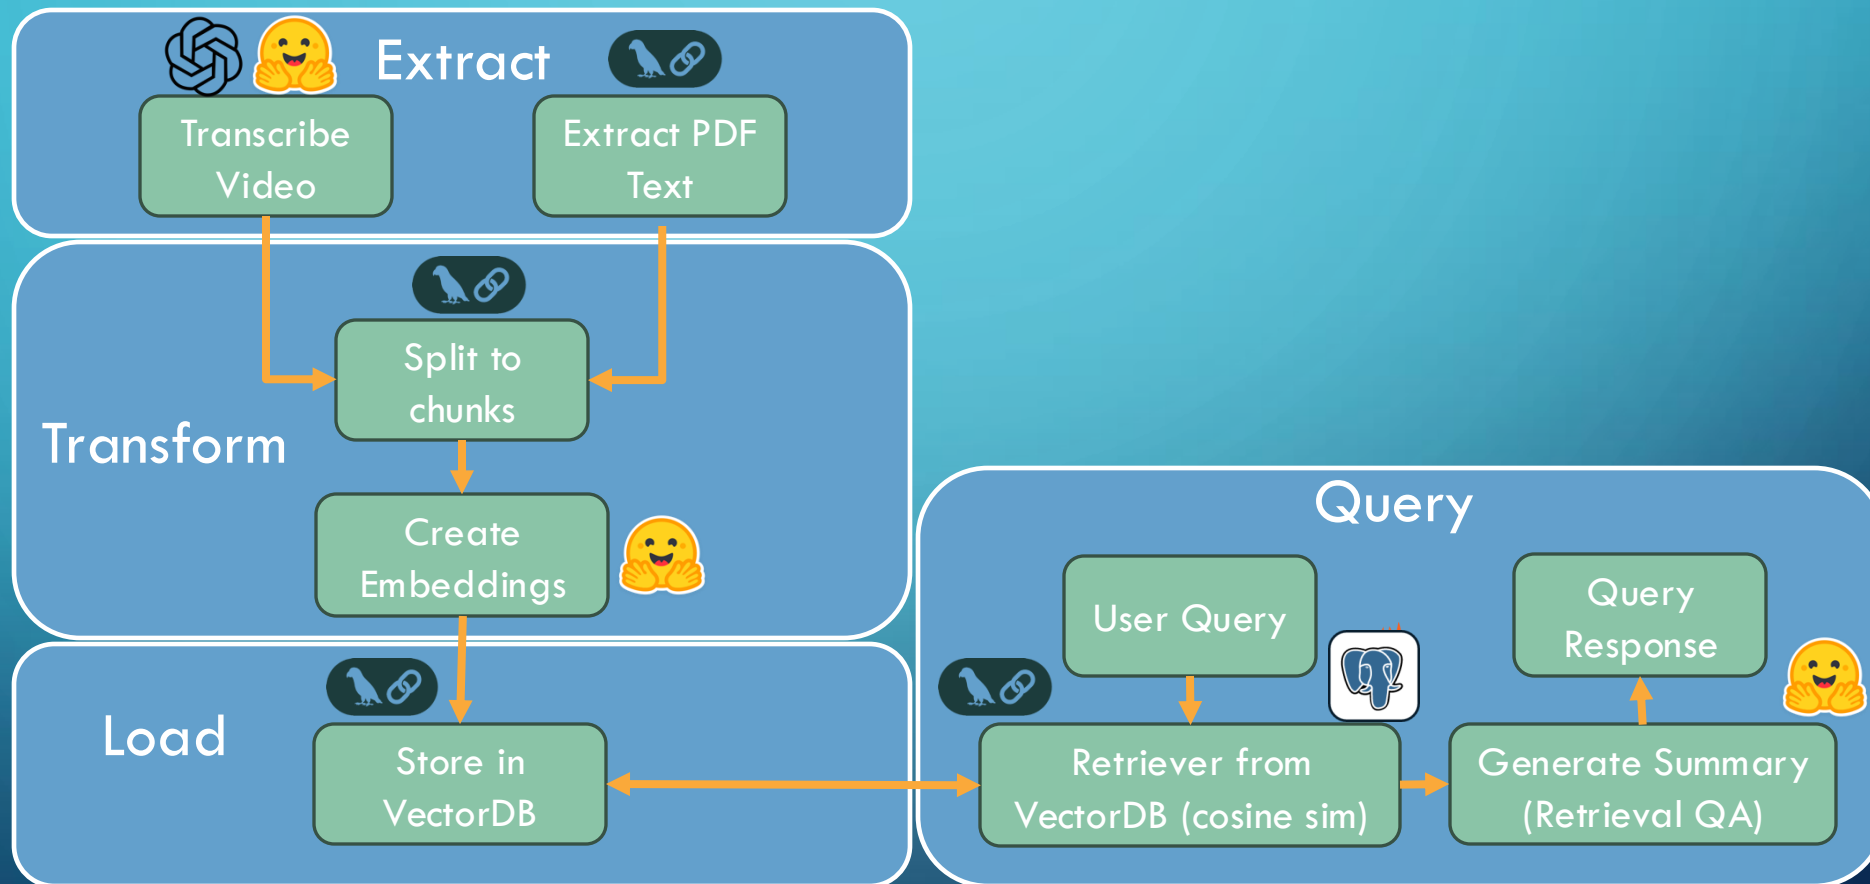 Extract
Transcribe
Video
Extract PDF
Text
Transform
Split to
chunks
Create
Embeddings
Load
Store in
VectorDB
Query
User Query
Query
Response
Retriever from
VectorDB (cosine sim)
Generate Summary
(Retrieval QA)